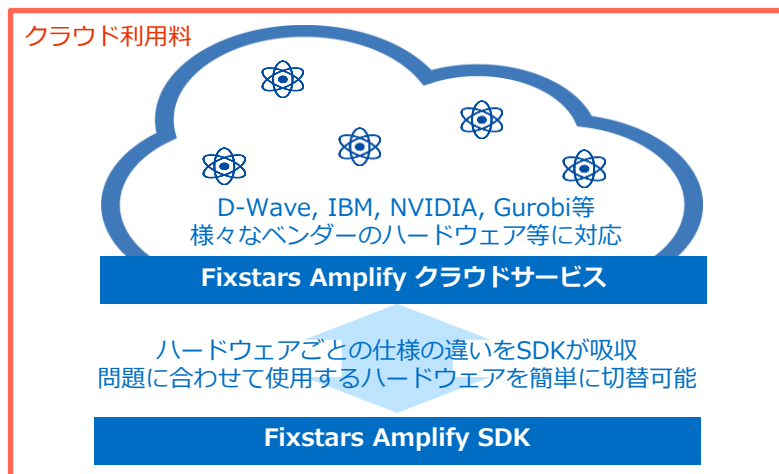 クラウド利用料
D-Wave, IBM, NVIDIA, Gurobi等
様々なベンダーのハードウェア等に対応
Fixstars Amplify クラウドサービス
ハードウェアごとの仕様の違いをSDKが吸収
問題に合わせて使用するハードウェアを簡単に切替可能
Fixstars Amplify SDK